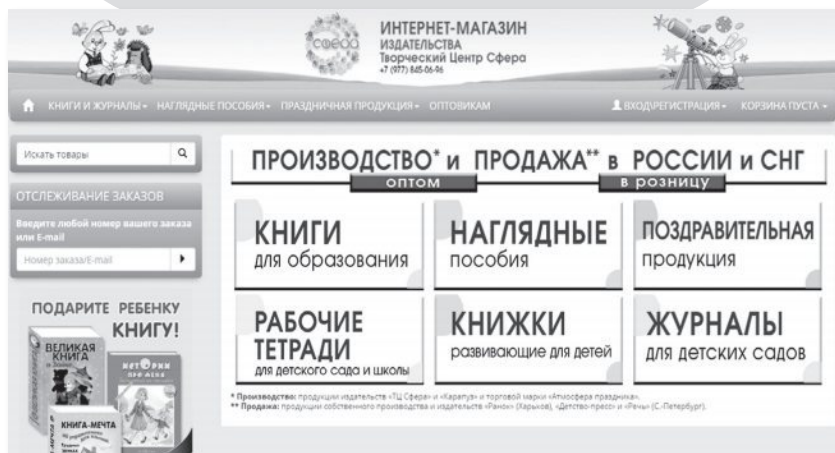 сфера
ИНТЕРНЕТ-МАГАЗИН
ИЗДАТЕЛЬСТВА
Творческий Центр Сфера
+7 (977) 845-06-96
КНИГИ И ЖУРНАЛЫ НАГЛЯДНЫЕ ПОСОБИЯ ПРАЗДНИЧНАЯ ПРОДУКЦИЯ ОПТОВИКАМ ВХОД\РЕГИСТРАЦИЯ КОРЗИНА ПУСТА
Искать товары
ОТСЛЕЖИВАНИЕ ЗАКАЗОВ
Введите любой номер вашего заказа
или E-mail
Номер заказа/E-mail
ПОДАРИТЕ РЕБЕНКУ
КНИГУ!
ВЕЛИКАЯ
КНИГА
ИСТОРИИ
ПРО МЕНЯ
КНИГА-МЕЧТА
ПРОИЗВОДСТВО* и ПРОДАЖА** в РОССИИ и СНГ
ОПТОМ В РОЗНИЦУ
КНИГИ
для образования
НАГЛЯДНЫЕ
пособия
ПОЗДРАВИТЕЛЬНАЯ
продукция
РАБОЧИЕ
ТЕТРАДИ
для детского сада и школы
КНИЖКИ
развивающие для детей
ЖУРНАЛЫ
для детских садов
* Производство: продукции издательств «ТЦ Сфера» и «Карапуз» и торговой марки «Атмосфера праздника».
** Продажа: продукции собственного производства и издательств «Ранок» (Харьков), «Детство-пресс» и «Речь» (С.-Петербург).